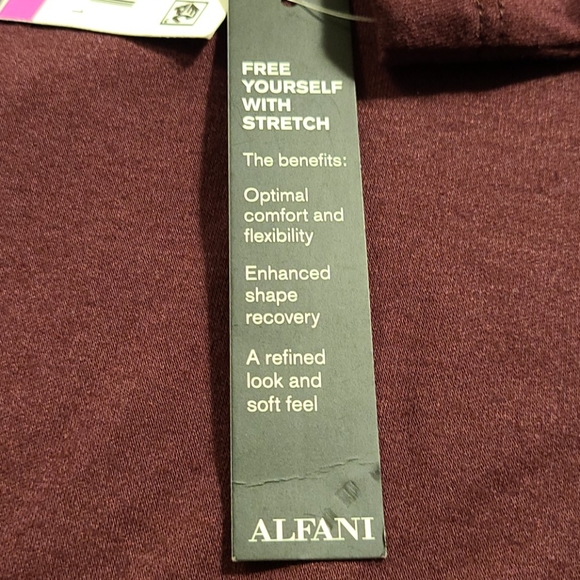 FREE
YOURSELF
WITH
STRETCH
The benefits:
Optimal
comfort and
flexibility
Enhanced
shape
recovery
A refined
look and
soft feel
ALFANI